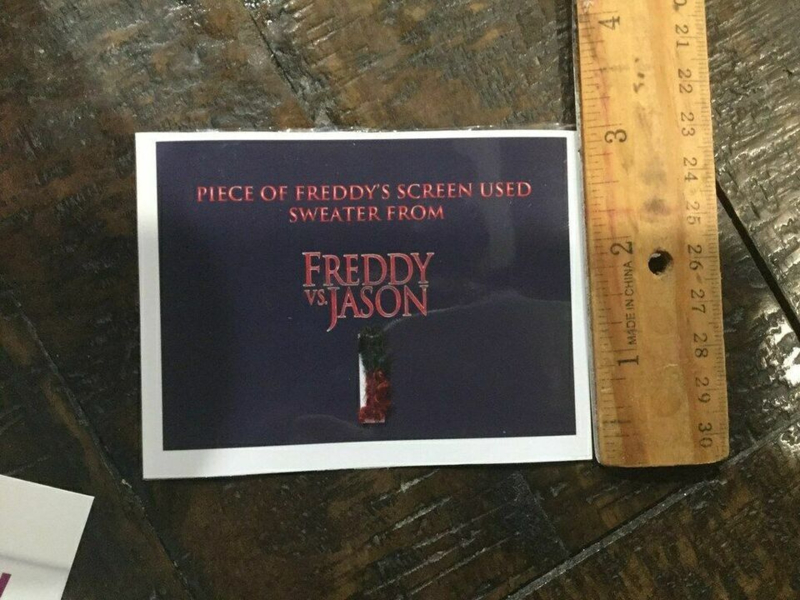 PIECE OF FREDDY'S SCREEN USED
SWEATER FROM
FREDDY
VS. JASON
4
3
2
1
MADE IN CHINA
21
22
23
24
25
26
27
28
29
30